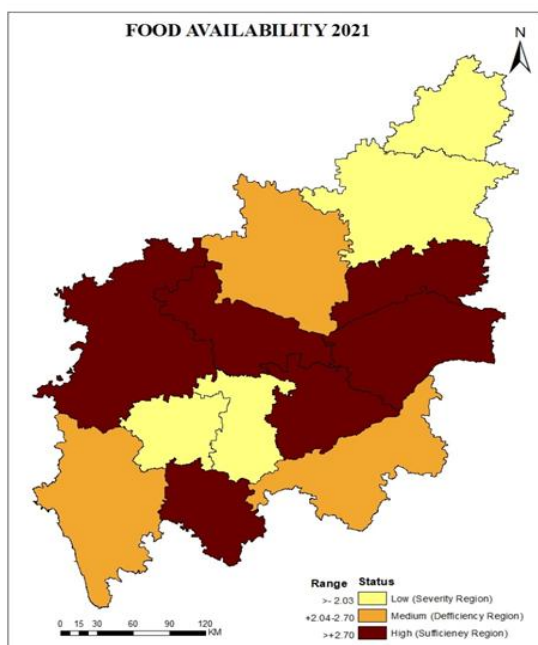 FOOD AVAILABILITY 2021
N
Range Status
>- 2.03 Low (Severity Region)
+2.04-2.70 Medium (Defficiency Region)
>+2.70 High (Sufficieney Region)
0 15 30 60 90 120
KM